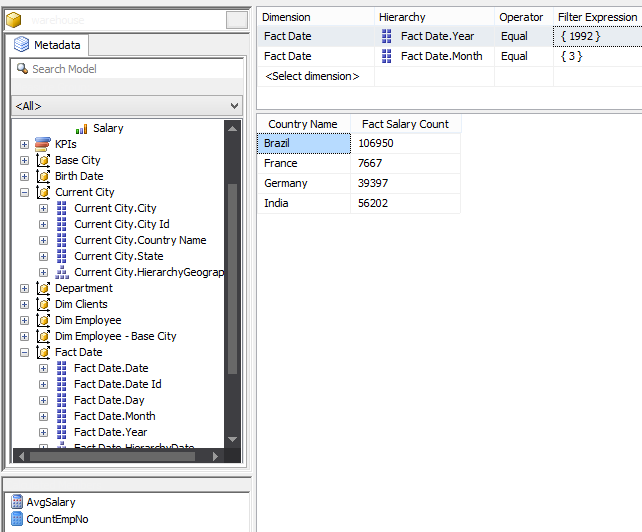 warehouse
Metadata
Search Model
<All>
Salary
KPIs
Base City
Birth Date
Current City
Current City.City
Current City.City Id
Current City.Country Name
Current City.State
Current City.HierarchyGeograp
Department
Dim Clients
Dim Employee
Dim Employee - Base City
Fact Date
Fact Date.Date
Fact Date.Date Id
Fact Date.Day
Fact Date.Month
Fact Date.Year
Fact Date.HierarchyDate
AvgSalary
CountEmpNo
Dimension Hierarchy Operator Filter Expression
Fact Date Fact Date.Year Equal { 1992 }
Fact Date Fact Date.Month Equal { 3 }
<Select dimension>
Country Name Fact Salary Count
Brazil 106950
France 7667
Germany 39397
India 56202